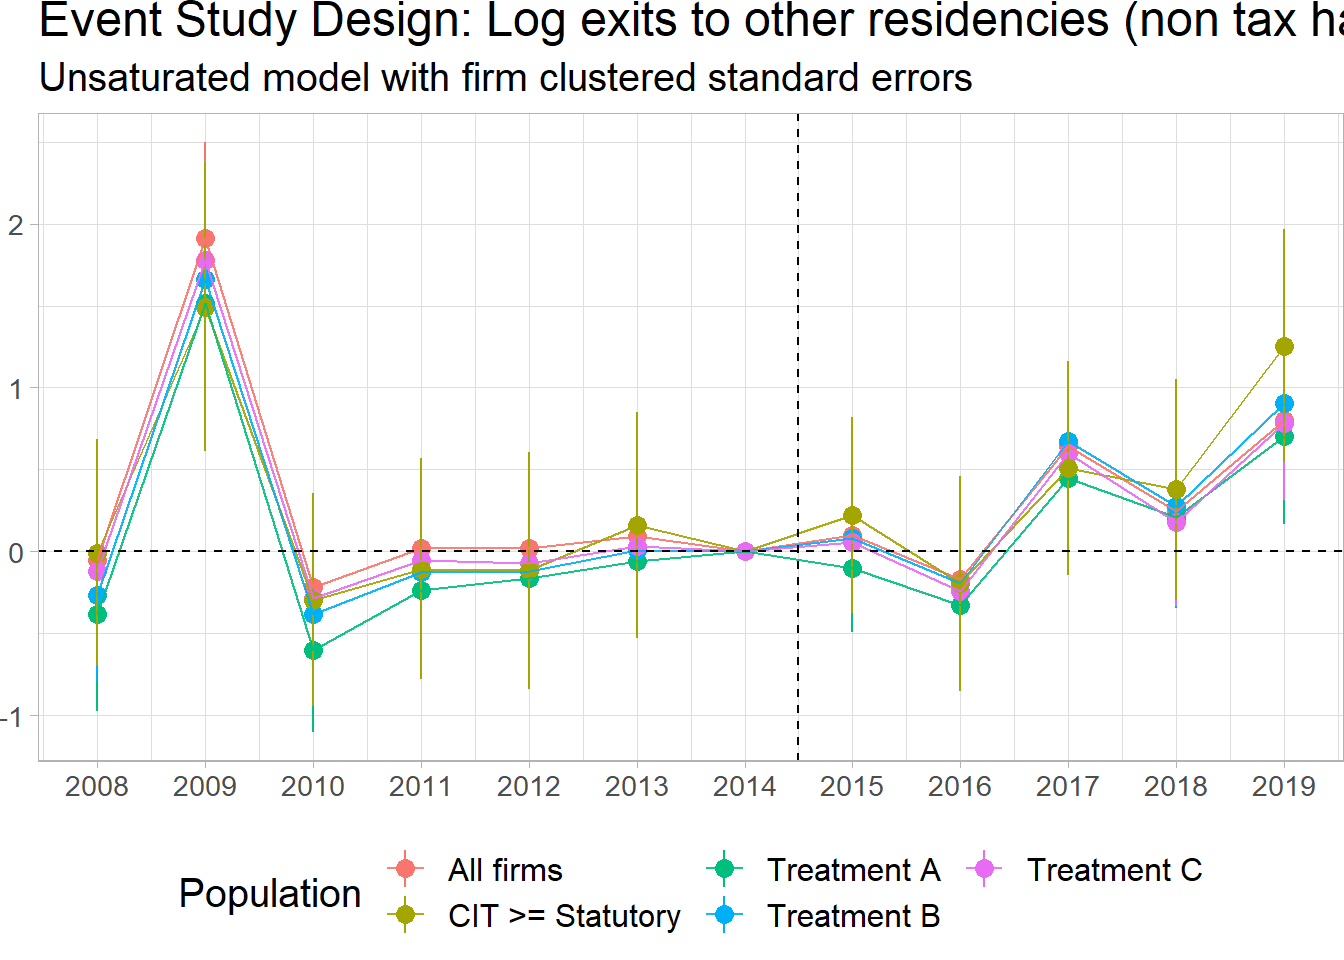 Event Study Design: Log exits to other residencies (non tax ha
Unsaturated model with firm clustered standard errors
2
1
0
-1
2008 2009 2010 2011 2012 2013 2014 2015 2016 2017 2018 2019
Population
All firms Treatment A Treatment C
CIT >= Statutory Treatment B